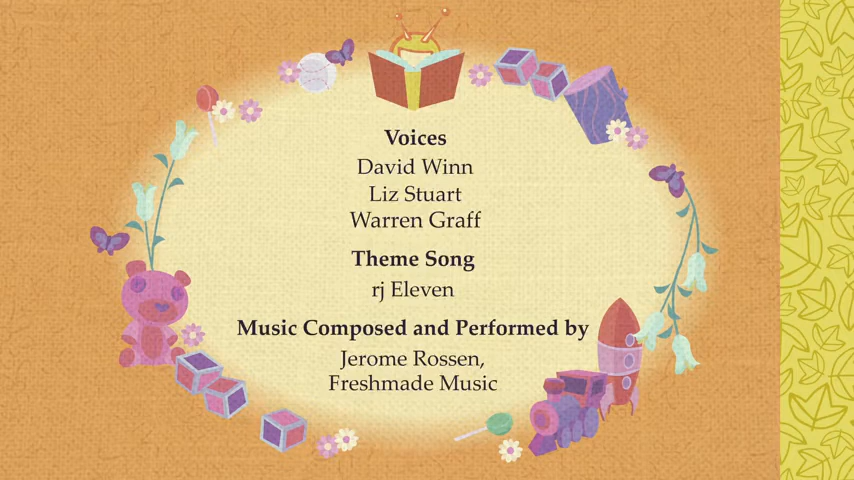 Voices
David Winn
Liz Stuart
Warren Graff
Theme Song
rj Eleven
Music Composed and Performed by
Jerome Rossen,
Freshmade Music